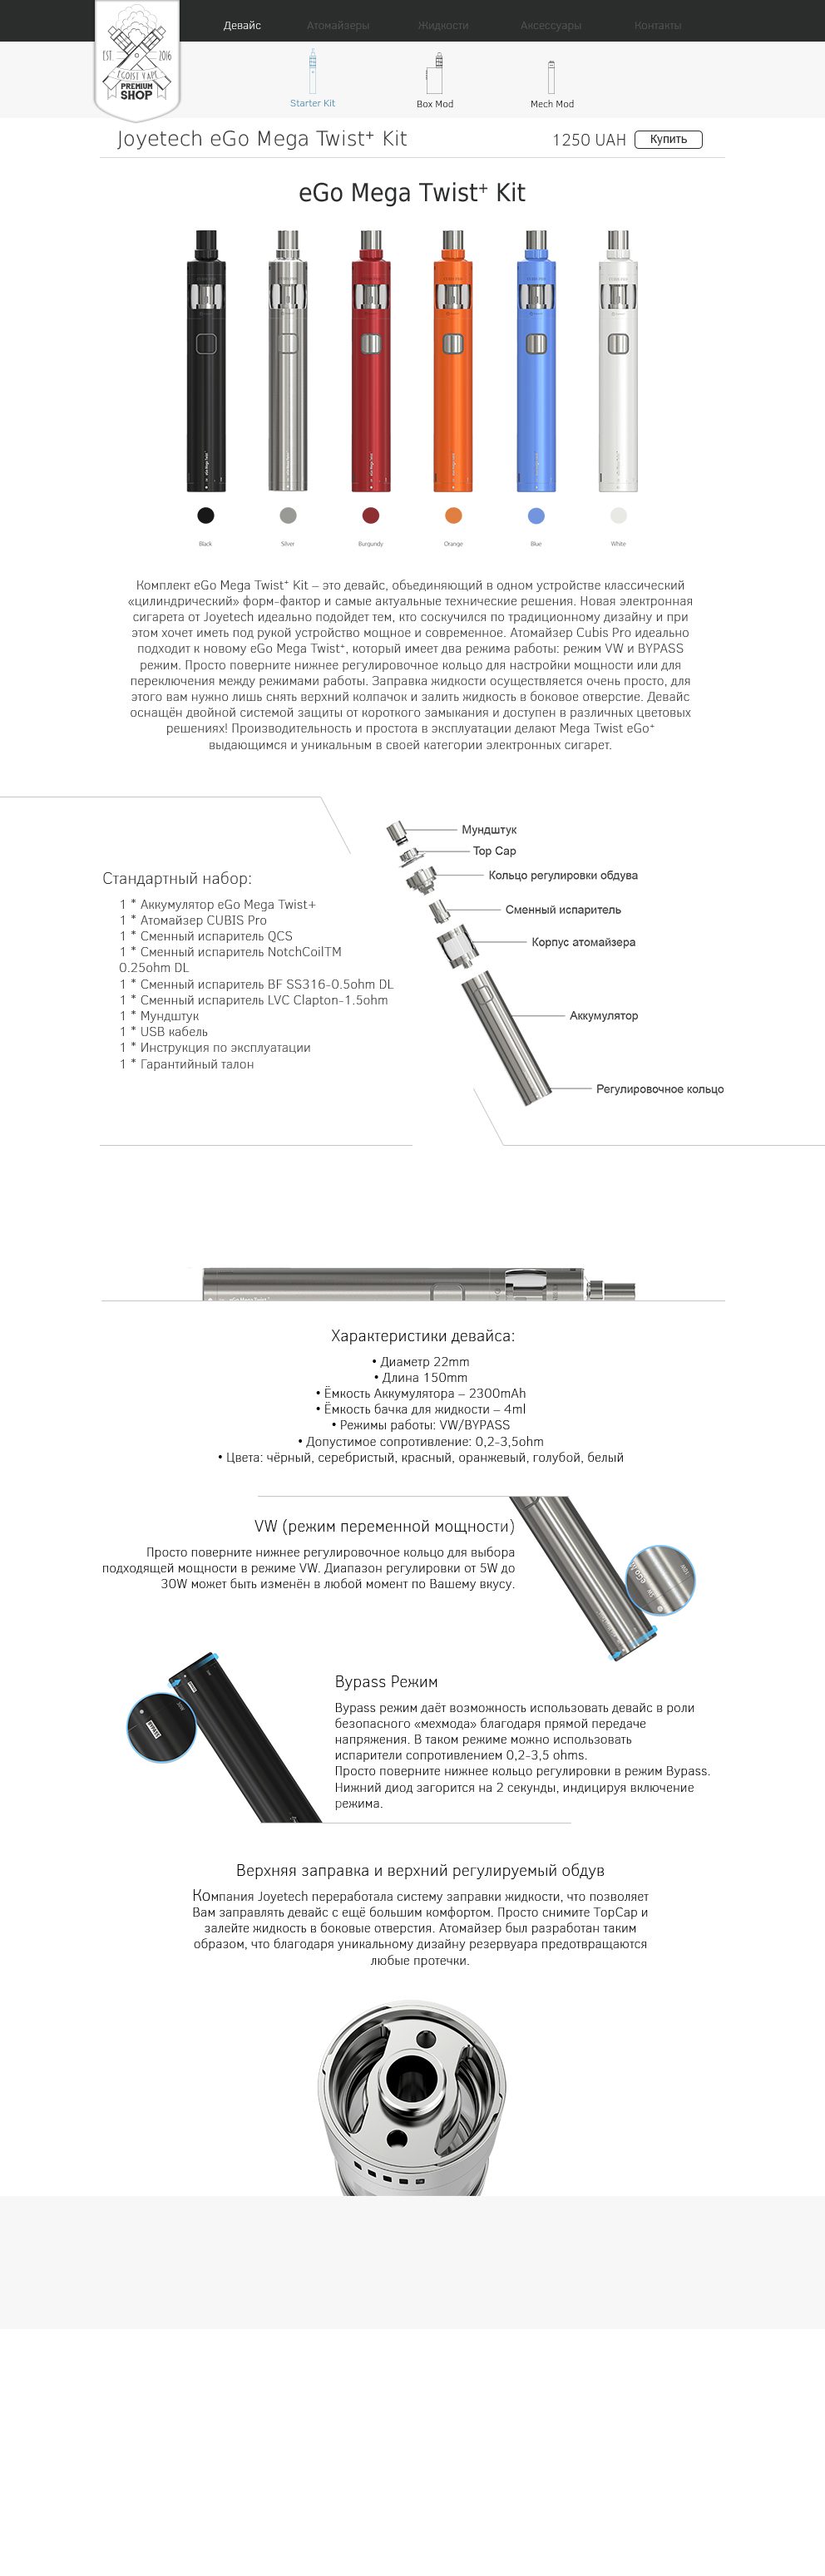 Девайс Атомайзеры Жидкости Аксессуары Контакты
EST. 2016
EGOIST VAPE
PREMIUM
SHOP
Starter Kit Box Mod Mech Mod
Joyetech eGo Mega Twist⁺ Kit 1250 UAH Купить
eGo Mega Twist⁺ Kit
Black Silver Burgundy Orange Blue White
Комплект eGo Mega Twist⁺ Kit – это девайс, объединяющий в одном устройстве классический
«цилиндрический» форм-фактор и самые актуальные технические решения. Новая электронная
сигарета от Joyetech идеально подойдет тем, кто соскучился по традиционному дизайну и при
этом хочет иметь под рукой устройство мощное и современное. Атомайзер Cubis Pro идеально
подходит к новому eGo Mega Twist⁺, который имеет два режима работы: режим VW и BYPASS
режим. Просто поверните нижнее регулировочное кольцо для настройки мощности или для
переключения между режимами работы. Заправка жидкости осуществляется очень просто, для
этого вам нужно лишь снять верхний колпачок и залить жидкость в боковое отверстие. Девайс
оснащён двойной системой защиты от короткого замыкания и доступен в различных цветовых
решениях! Производительность и простота в эксплуатации делают Mega Twist eGo⁺
выдающимся и уникальным в своей категории электронных сигарет.
Мундштук
Top Cap
Кольцо регулировки обдува
Сменный испаритель
Корпус атомайзера
Аккумулятор
Регулировочное кольцо
Стандартный набор:
1 * Аккумулятор eGo Mega Twist+
1 * Атомайзер CUBIS Pro
1 * Сменный испаритель QCS
1 * Сменный испаритель NotchCoilTM
0.25ohm DL
1 * Сменный испаритель BF SS316-0.5ohm DL
1 * Сменный испаритель LVC Clapton-1.5ohm
1 * Мундштук
1 * USB кабель
1 * Инструкция по эксплуатации
1 * Гарантийный талон
Характеристики девайса:
• Диаметр 22mm
• Длина 150mm
• Ёмкость Аккумулятора – 2300mAh
• Ёмкость бачка для жидкости – 4ml
• Режимы работы: VW/BYPASS
• Допустимое сопротивление: 0,2-3,5ohm
• Цвета: чёрный, серебристый, красный, оранжевый, голубой, белый
VW (режим переменной мощности)
Просто поверните нижнее регулировочное кольцо для выбора
подходящей мощности в режиме VW. Диапазон регулировки от 5W до
30W может быть изменён в любой момент по Вашему вкусу.
Bypass Режим
Bypass режим даёт возможность использовать девайс в роли
безопасного «мехмода» благодаря прямой передаче
напряжения. В таком режиме можно использовать
испарители сопротивлением 0,2-3,5 ohms.
Просто поверните нижнее кольцо регулировки в режим Bypass.
Нижний диод загорится на 2 секунды, индицируя включение
режима.
Верхняя заправка и верхний регулируемый обдув
Компания Joyetech переработала систему заправки жидкости, что позволяет
Вам заправлять девайс с ещё большим комфортом. Просто снимите TopCap и
залейте жидкость в боковые отверстия. Атомайзер был разработан таким
образом, что благодаря уникальному дизайну резервуара предотвращаются
любые протечки.